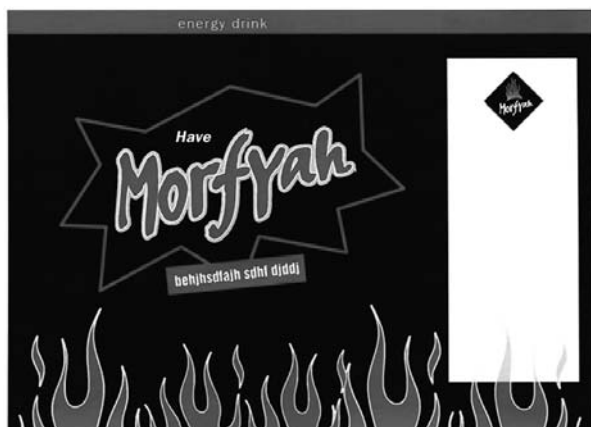 energy drink
Have
Morfyah
behjhsdfajh sdhf djddj
Morfyah